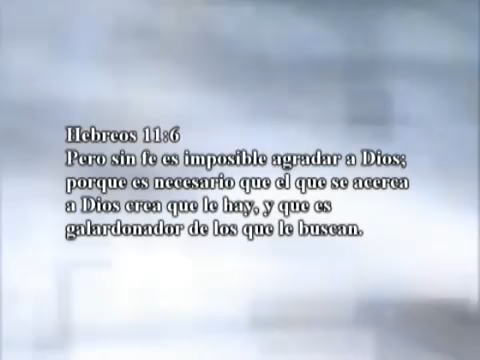 Hebreos 11:6
Pero sin fe es imposible agradar a Dios;
porque es necesario que el que se acerca
a Dios crea que le hay, y que es
galardonador de los que le buscan.